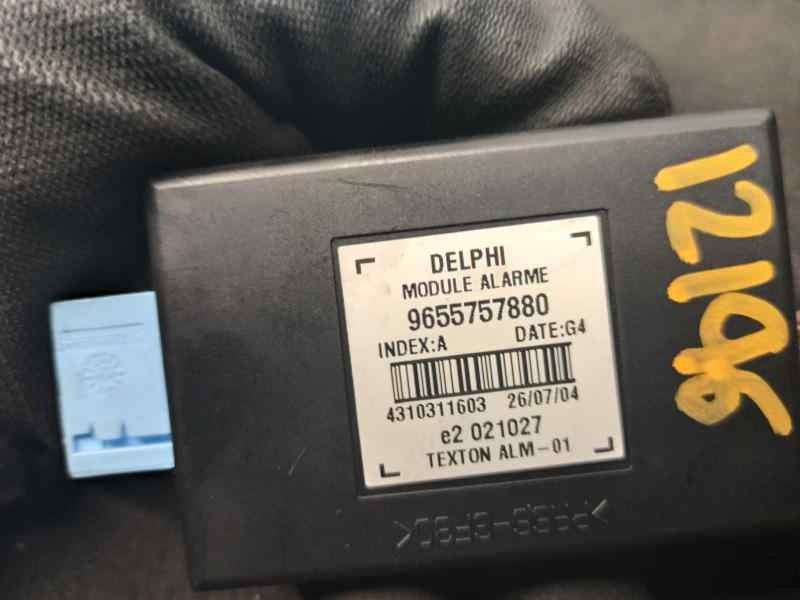 DELPHI
MODULE ALARME
9655757880
INDEX:A DATE:G4
4310311603 26/07/04
e2 021027
TEXTON ALM-01
12196